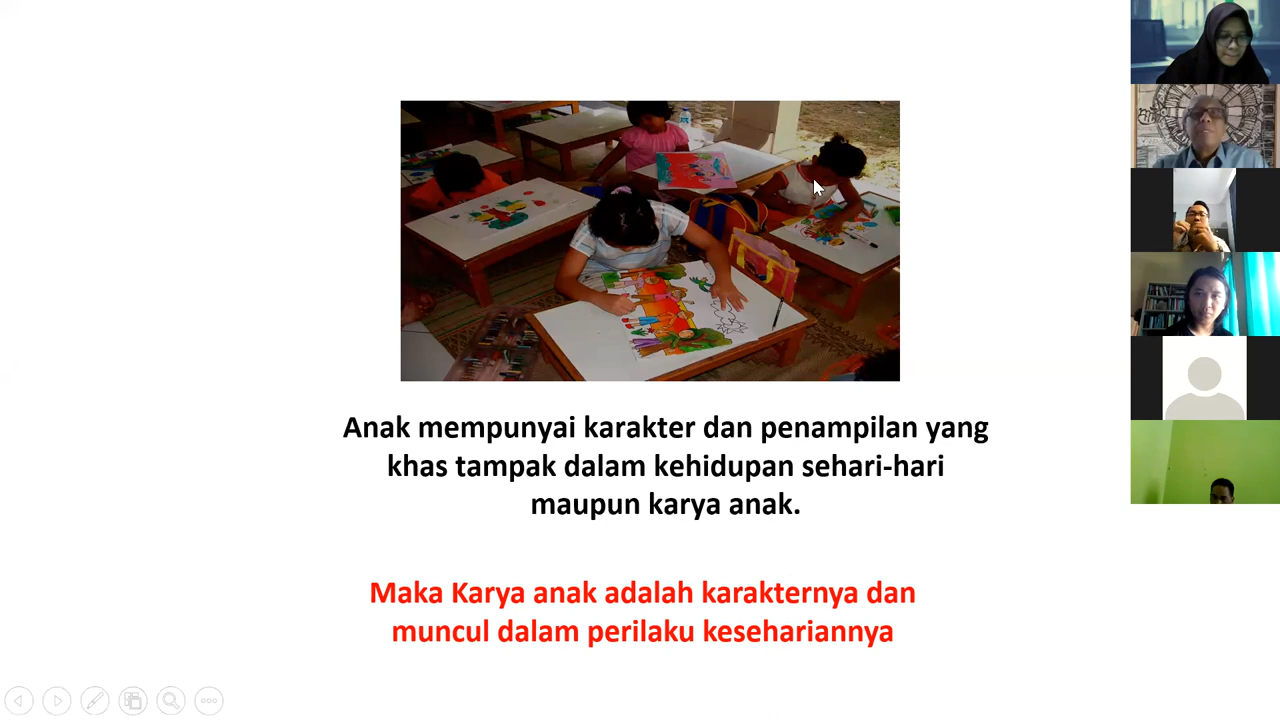 Anak mempunyai karakter dan penampilan yang
khas tampak dalam kehidupan sehari-hari
maupun karya anak.
Maka Karya anak adalah karakternya dan
muncul dalam perilaku kesehariannya